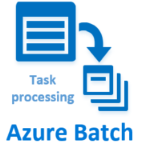 Task
processing
Azure Batch